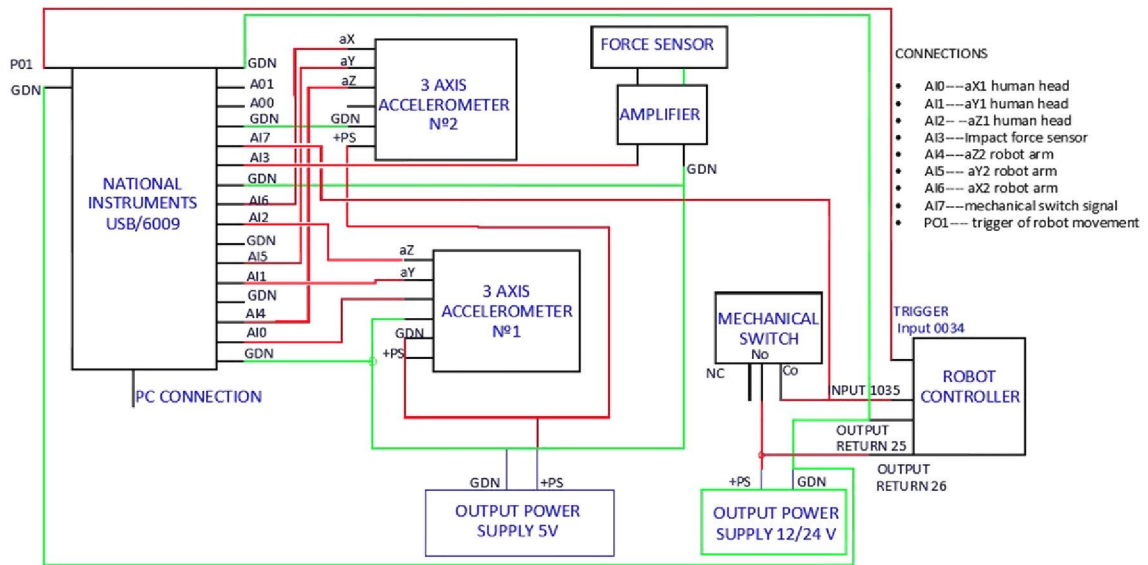 P01
GDN
NATIONAL
INSTRUMENTS
USB/6009
PC CONNECTION
GDN
A01
A00
GDN
AI7
AI3
GDN
AI6
AI2
GDN
AI5
AI1
GDN
AI4
AI0
GDN
aX
aY
aZ
GDN
+PS
3 AXIS
ACCELEROMETER
Nº2
FORCE SENSOR
AMPLIFIER
GDN
aZ
aY
GDN
+PS
3 AXIS
ACCELEROMETER
Nº1
GDN
+PS
OUTPUT POWER
SUPPLY 5V
MECHANICAL
SWITCH
No
NC
Co
+PS
GDN
OUTPUT POWER
SUPPLY 12/24 V
TRIGGER
Input 0034
INPUT 1035
OUTPUT
RETURN 25
OUTPUT
RETURN 26
ROBOT
CONTROLLER
CONNECTIONS
• AI0----aX1 human head
• AI1----aY1 human head
• AI2-- --aZ1 human head
• AI3----Impact force sensor
• AI4----aZ2 robot arm
• AI5---- aY2 robot arm
• AI6---- aX2 robot arm
• AI7----mechanical switch signal
• PO1---- trigger of robot movement